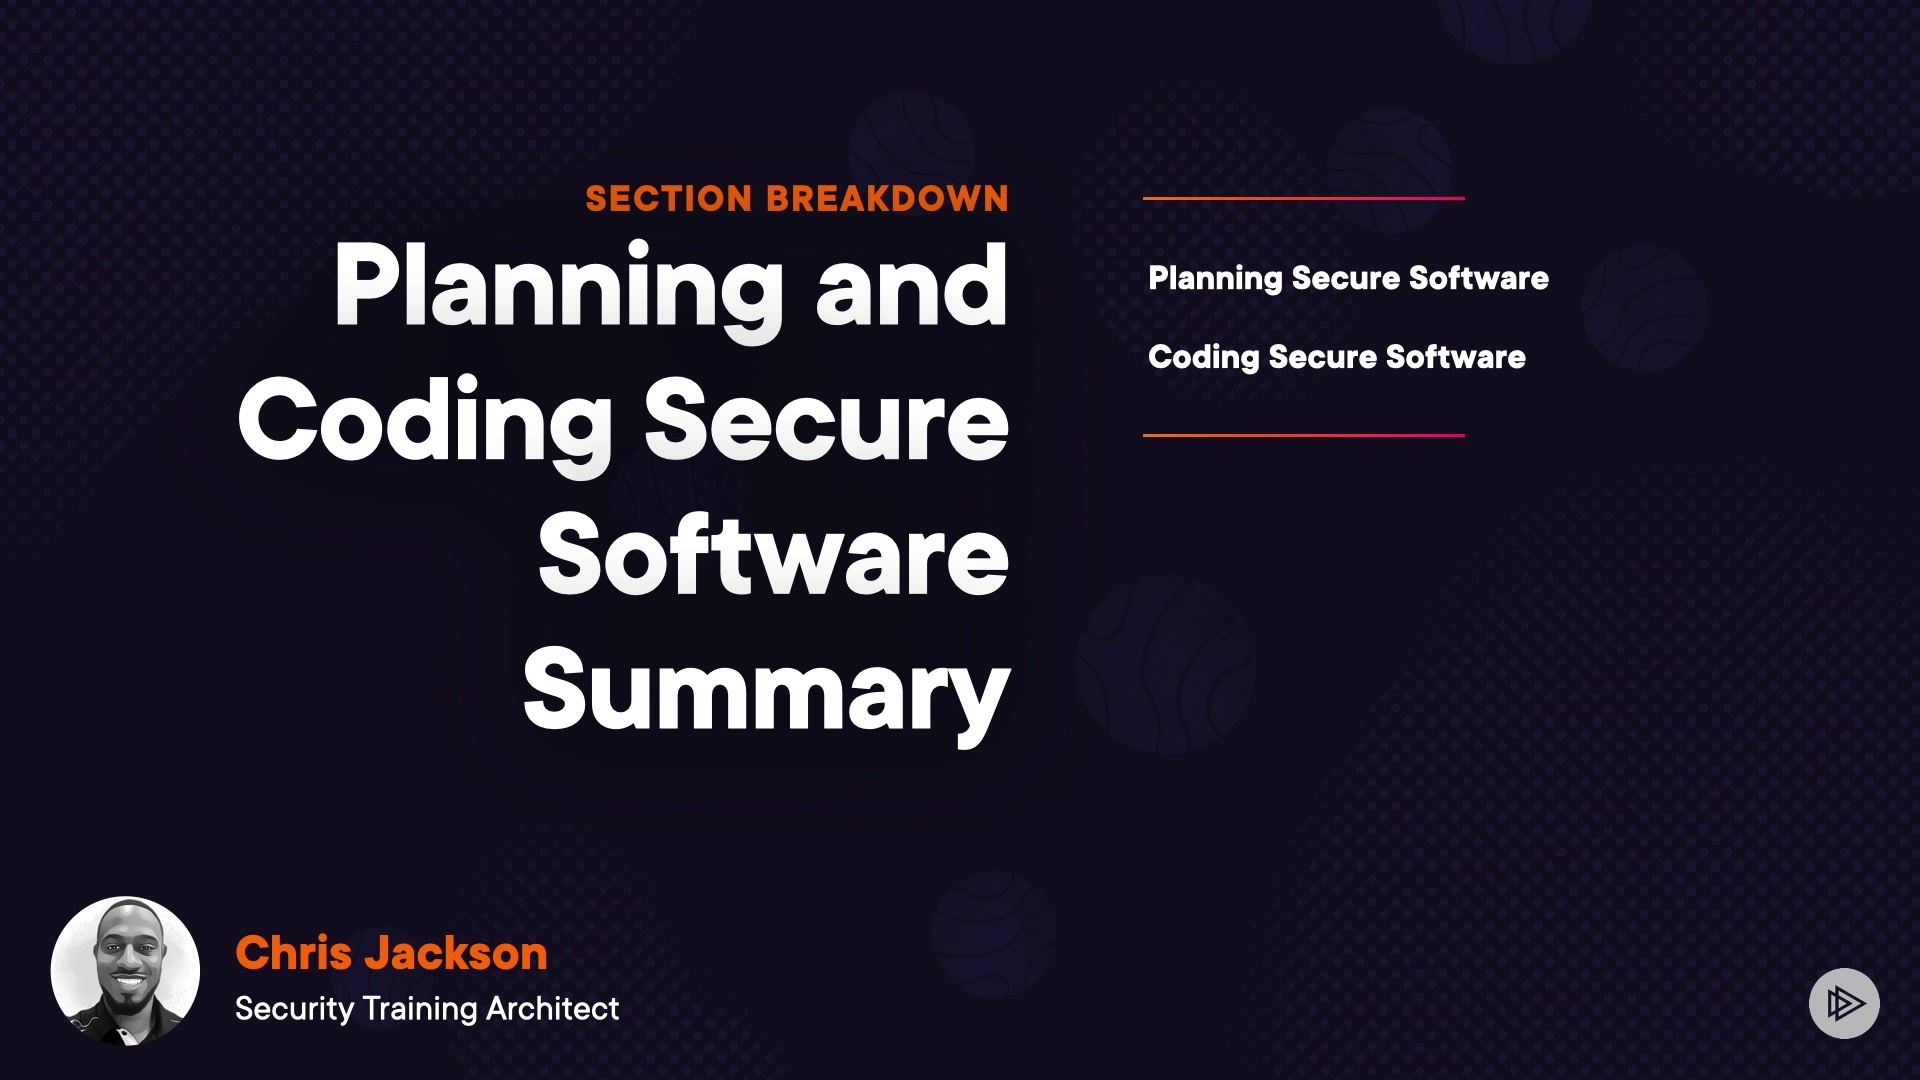 SECTION BREAKDOWN
Planning and
Coding Secure
Software
Summary
Planning Secure Software
Coding Secure Software
Chris Jackson
Security Training Architect